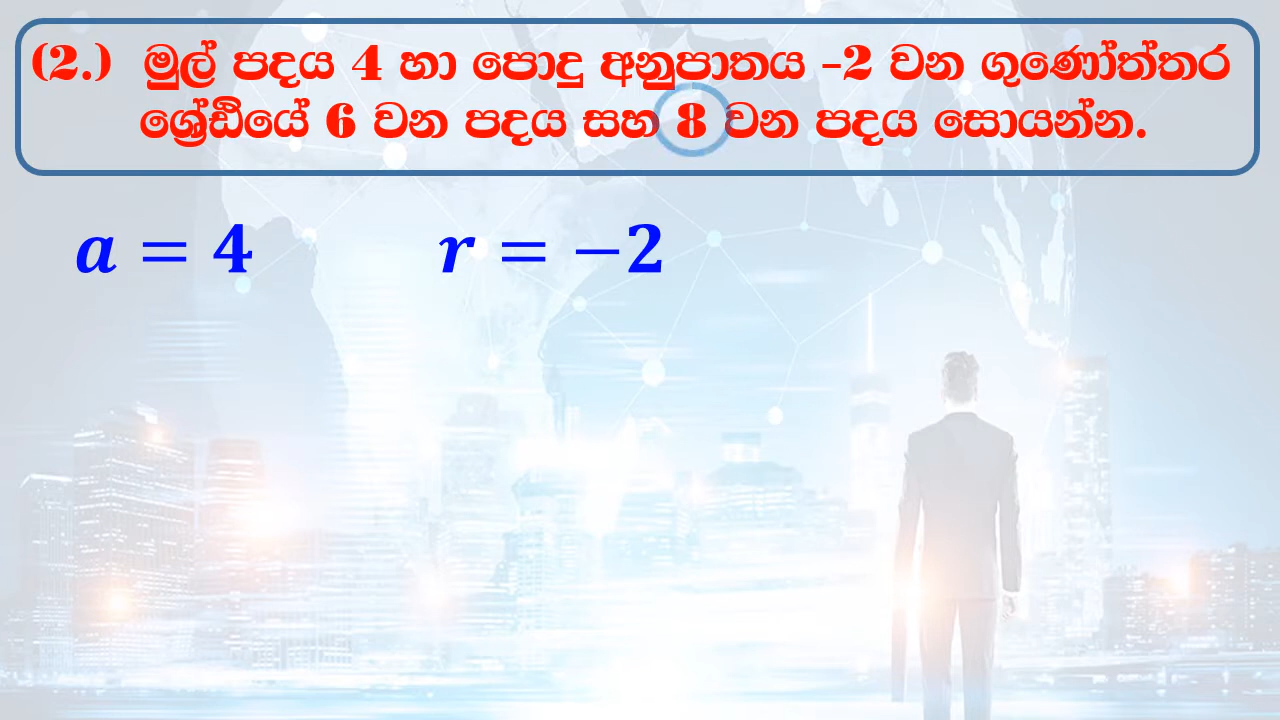 (2.) මුල් පදය 4 හා පොදු අනුපාතය -2 වන ගුණෝත්තර
ශ්‍රේඪියේ 6 වන පදය සහ 8 වන පදය සොයන්න.
a = 4 r = −2